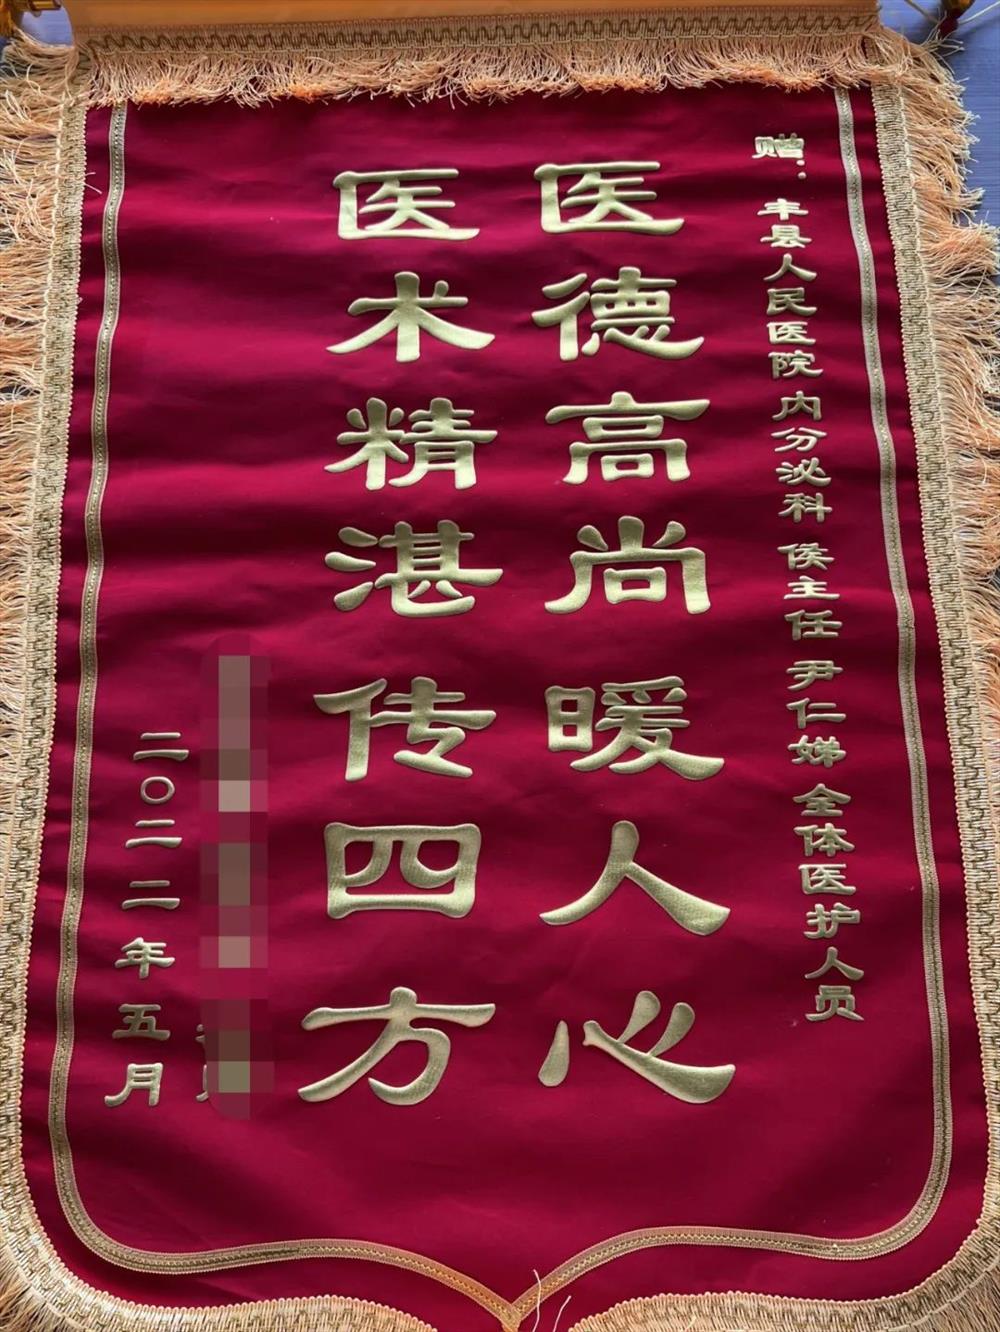 赠：丰县人民医院内分泌科 侯主任 尹仁娣 全体医护人员
医德高尚暖人心
医术精湛传四方
二〇二二年五月